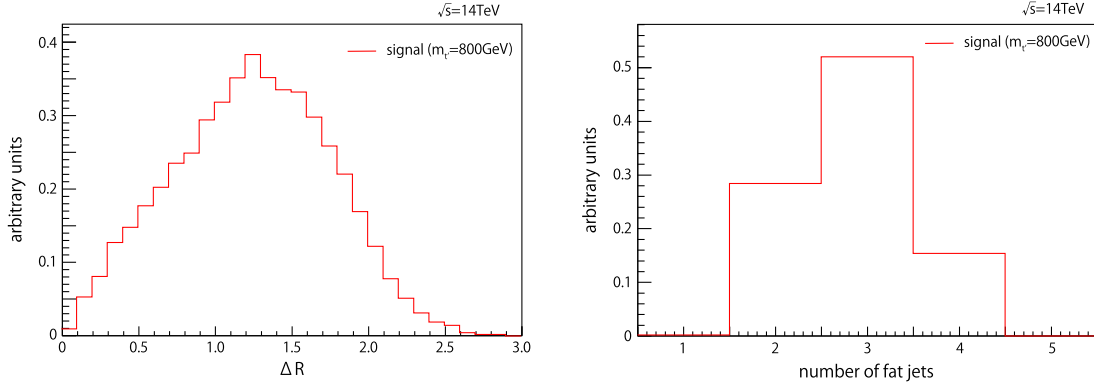 √s=14TeV
signal (m_t'=800GeV)
arbitrary units
0.4
0.3
0.2
0.1
0
0 0.5 1.0 1.5 2.0 2.5 3.0
Δ R
√s=14TeV
signal (m_t'=800GeV)
arbitrary units
0.5
0.4
0.3
0.2
0.1
0
1 2 3 4 5
number of fat jets